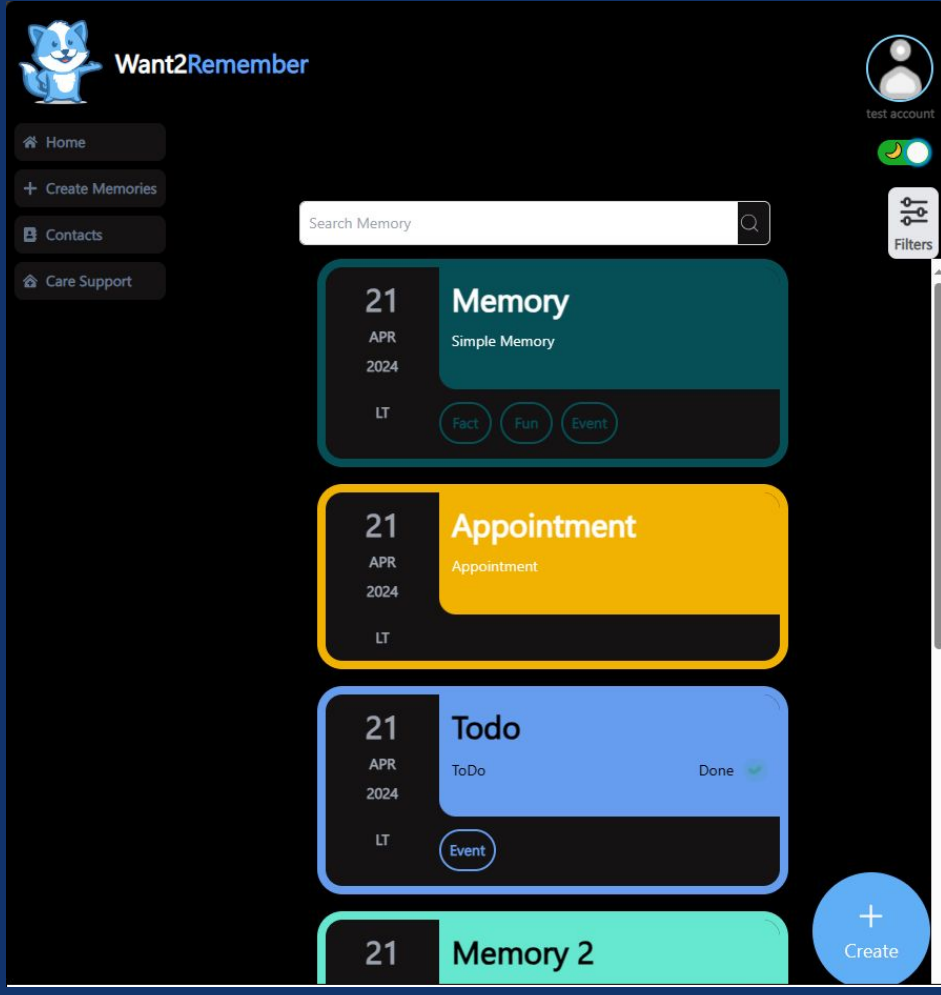 Want2Remember
test account
Home
Create Memories
Contacts
Care Support
Search Memory
Filters
21
APR
2024
LT
Memory
Simple Memory
Fact Fun Event
21
APR
2024
LT
Appointment
Appointment
21
APR
2024
LT
Todo
ToDo Done
Event
21
Memory 2
Create